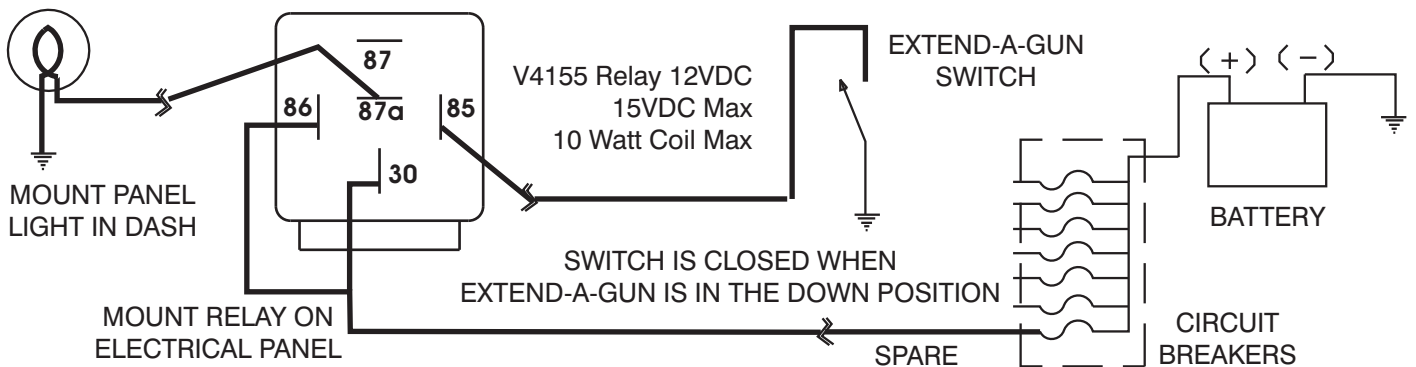 87
86
87a
85
30
V4155 Relay 12VDC
15VDC Max
10 Watt Coil Max
EXTEND-A-GUN
SWITCH
(+) (-)
MOUNT PANEL
LIGHT IN DASH
BATTERY
SWITCH IS CLOSED WHEN
EXTEND-A-GUN IS IN THE DOWN POSITION
MOUNT RELAY ON
ELECTRICAL PANEL
SPARE
CIRCUIT
BREAKERS